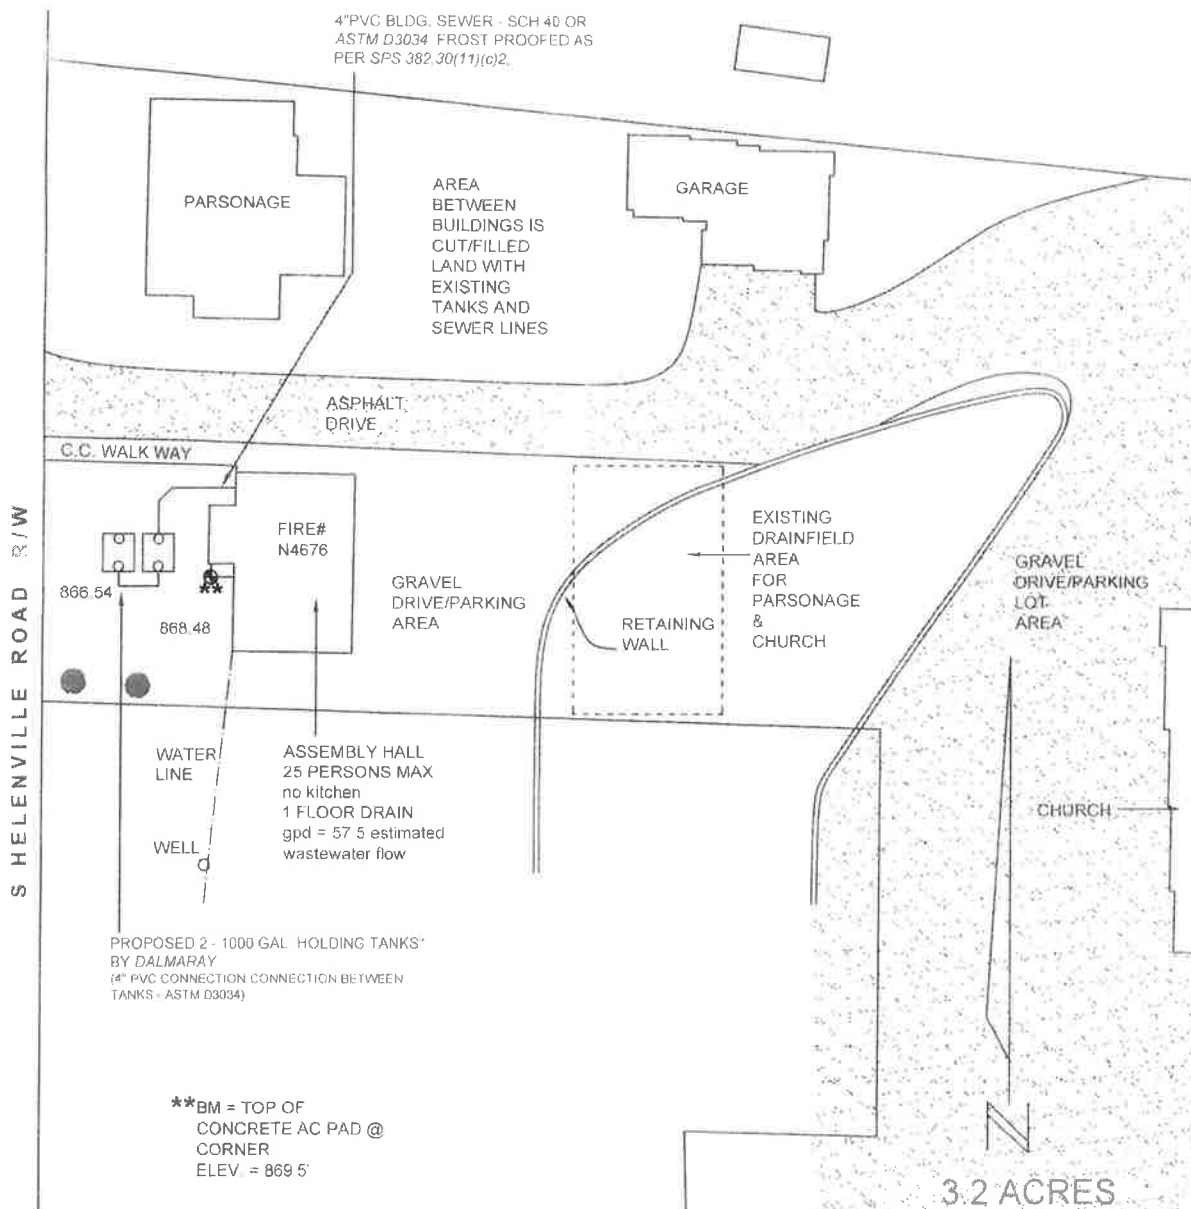 4"PVC BLDG. SEWER - SCH 40 OR
ASTM D3034 FROST PROOFED AS
PER SPS 382.30(11)(c)2.
PARSONAGE
AREA
BETWEEN
BUILDINGS IS
CUT/FILLED
LAND WITH
EXISTING
TANKS AND
SEWER LINES
GARAGE
ASPHALT
DRIVE
C.C. WALK WAY
S HELENVILLE ROAD R/W
FIRE#
N4676
866.54
**
868.48
GRAVEL
DRIVE/PARKING
AREA
RETAINING
WALL
EXISTING
DRAINFIELD
AREA
FOR
PARSONAGE
&
CHURCH
GRAVEL
DRIVE/PARKING
LOT
AREA
WATER
LINE
WELL
ASSEMBLY HALL
25 PERSONS MAX
no kitchen
1 FLOOR DRAIN
gpd = 57.5 estimated
wastewater flow
CHURCH
PROPOSED 2 - 1000 GAL. HOLDING TANKS"
BY DALMARAY
(4" PVC CONNECTION CONNECTION BETWEEN
TANKS - ASTM D3034)
**BM = TOP OF
CONCRETE AC PAD @
CORNER
ELEV. = 869.5'
N
3.2 ACRES